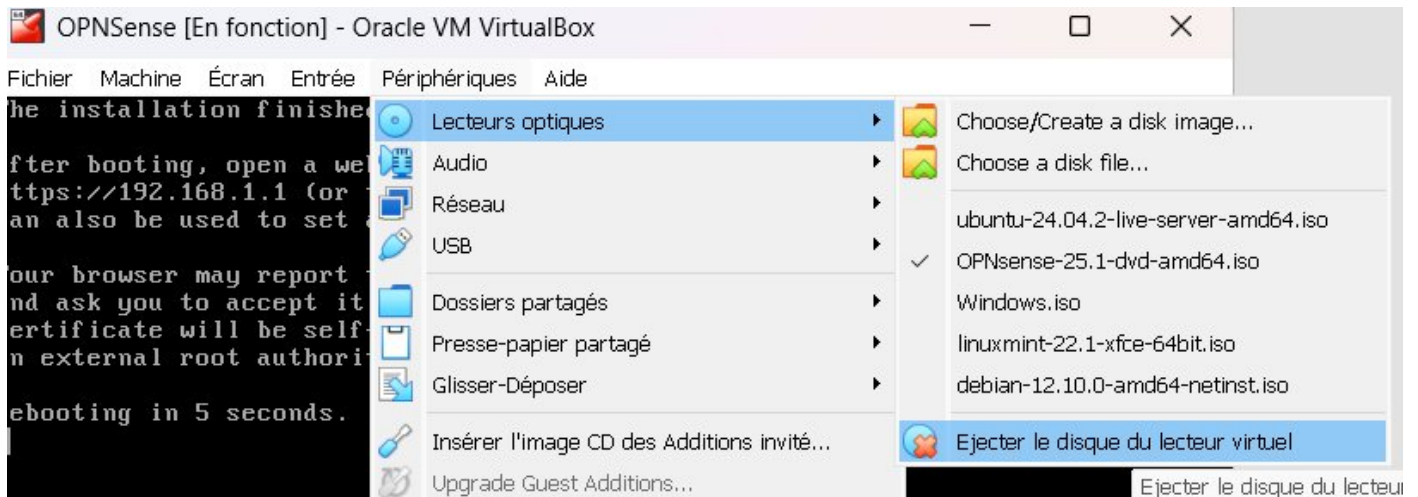 OPNSense [En fonction] - Oracle VM VirtualBox
Fichier Machine Écran Entrée Périphériques Aide
he installation finishe
fter booting, open a we
ttps://192.168.1.1 (or
an also be used to set
our browser may report
nd ask you to accept it
ertificate will be self-
n external root authori
ebooting in 5 seconds.
Lecteurs optiques
Audio
Réseau
USB
Dossiers partagés
Presse-papier partagé
Glisser-Déposer
Insérer l'image CD des Additions invité...
Upgrade Guest Additions...
Choose/Create a disk image...
Choose a disk file...
ubuntu-24.04.2-live-server-amd64.iso
OPNsense-25.1-dvd-amd64.iso
Windows.iso
linuxmint-22.1-xfce-64bit.iso
debian-12.10.0-amd64-netinst.iso
Ejecter le disque du lecteur virtuel
Ejecter le disque du lecteur